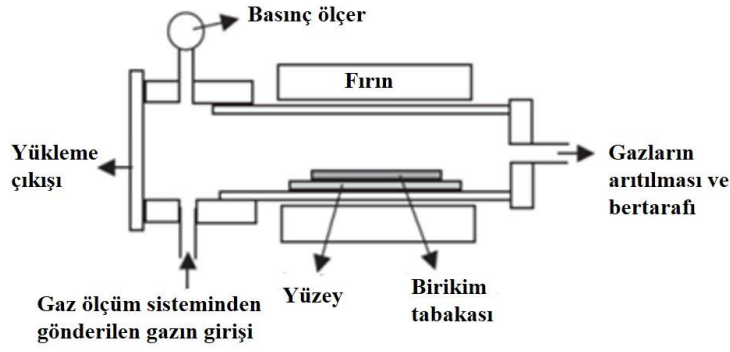 Basınç ölçer
Fırın
Yükleme
çıkışı
Gazların
arıtılması ve
bertarafı
Gaz ölçüm sisteminden
gönderilen gazın girişi
Yüzey
Birikim
tabakası